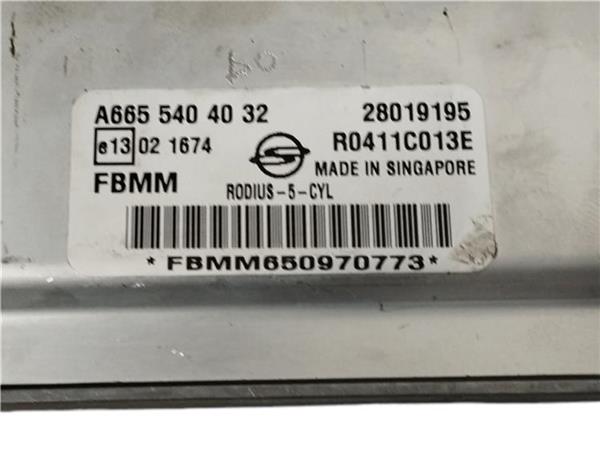 A665 540 40 32 28019195
e13 02 1674 R0411C013E
MADE IN SINGAPORE
FBMM RODIUS-5-CYL
*FBMM650970773*